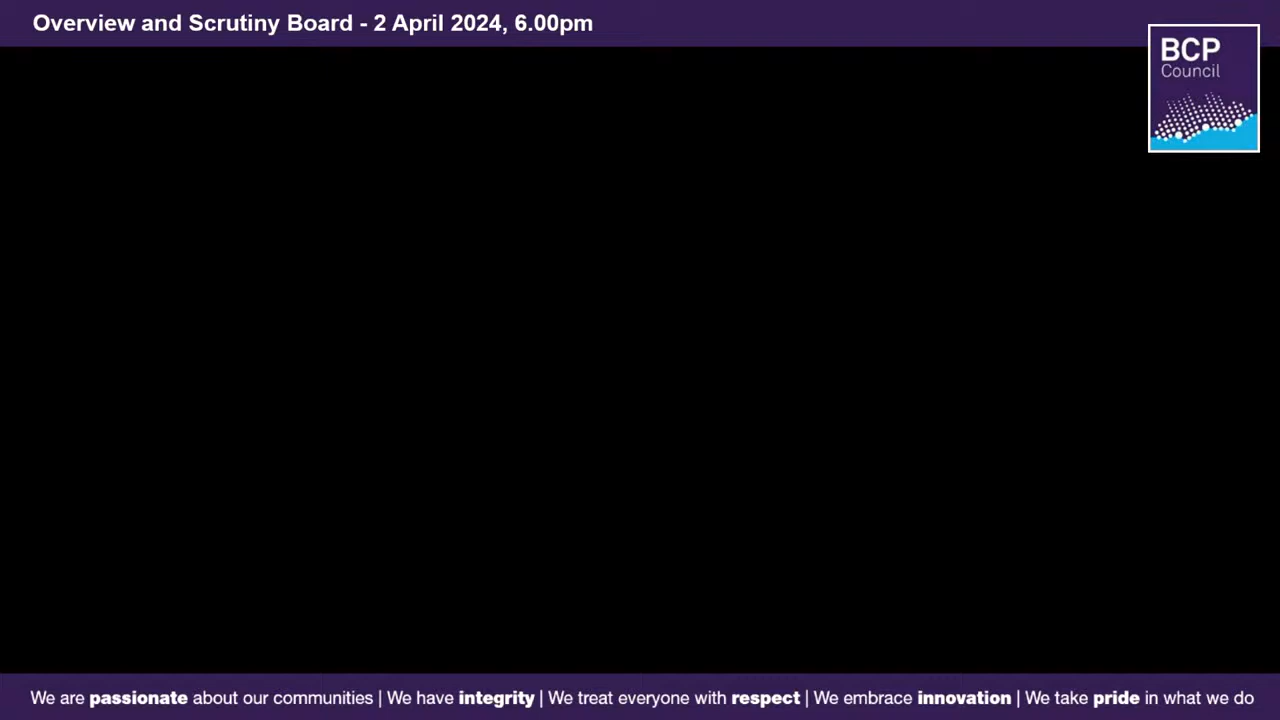 Overview and Scrutiny Board - 2 April 2024, 6.00pm
BCP
Council
We are passionate about our communities | We have integrity | We treat everyone with respect | We embrace innovation | We take pride in what we do